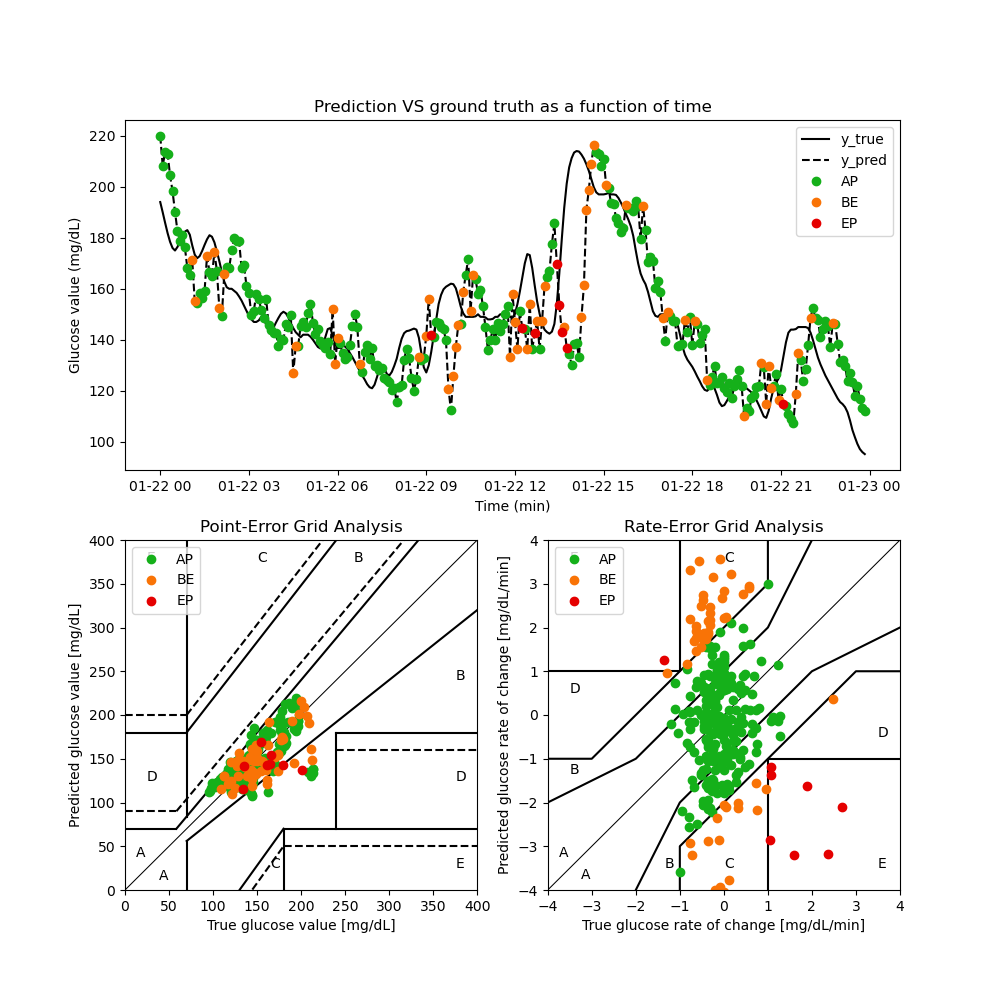 Prediction VS ground truth as a function of time
Glucose value (mg/dL)
220
200
180
160
140
120
100
y_true
y_pred
AP
BE
EP
01-22 00 01-22 03 01-22 06 01-22 09 01-22 12 01-22 15 01-22 18 01-22 21 01-23 00
Time (min)
Point-Error Grid Analysis
Predicted glucose value [mg/dL]
400
350
300
250
200
150
100
50
0
AP
BE
EP
C
B
B
D
D
A
A
C
E
0 50 100 150 200 250 300 350 400
True glucose value [mg/dL]
Rate-Error Grid Analysis
Predicted glucose rate of change [mg/dL/min]
4
3
2
1
0
−1
−2
−3
−4
AP
BE
EP
C
D
D
B
A
A
B
C
E
−4 −3 −2 −1 0 1 2 3 4
True glucose rate of change [mg/dL/min]